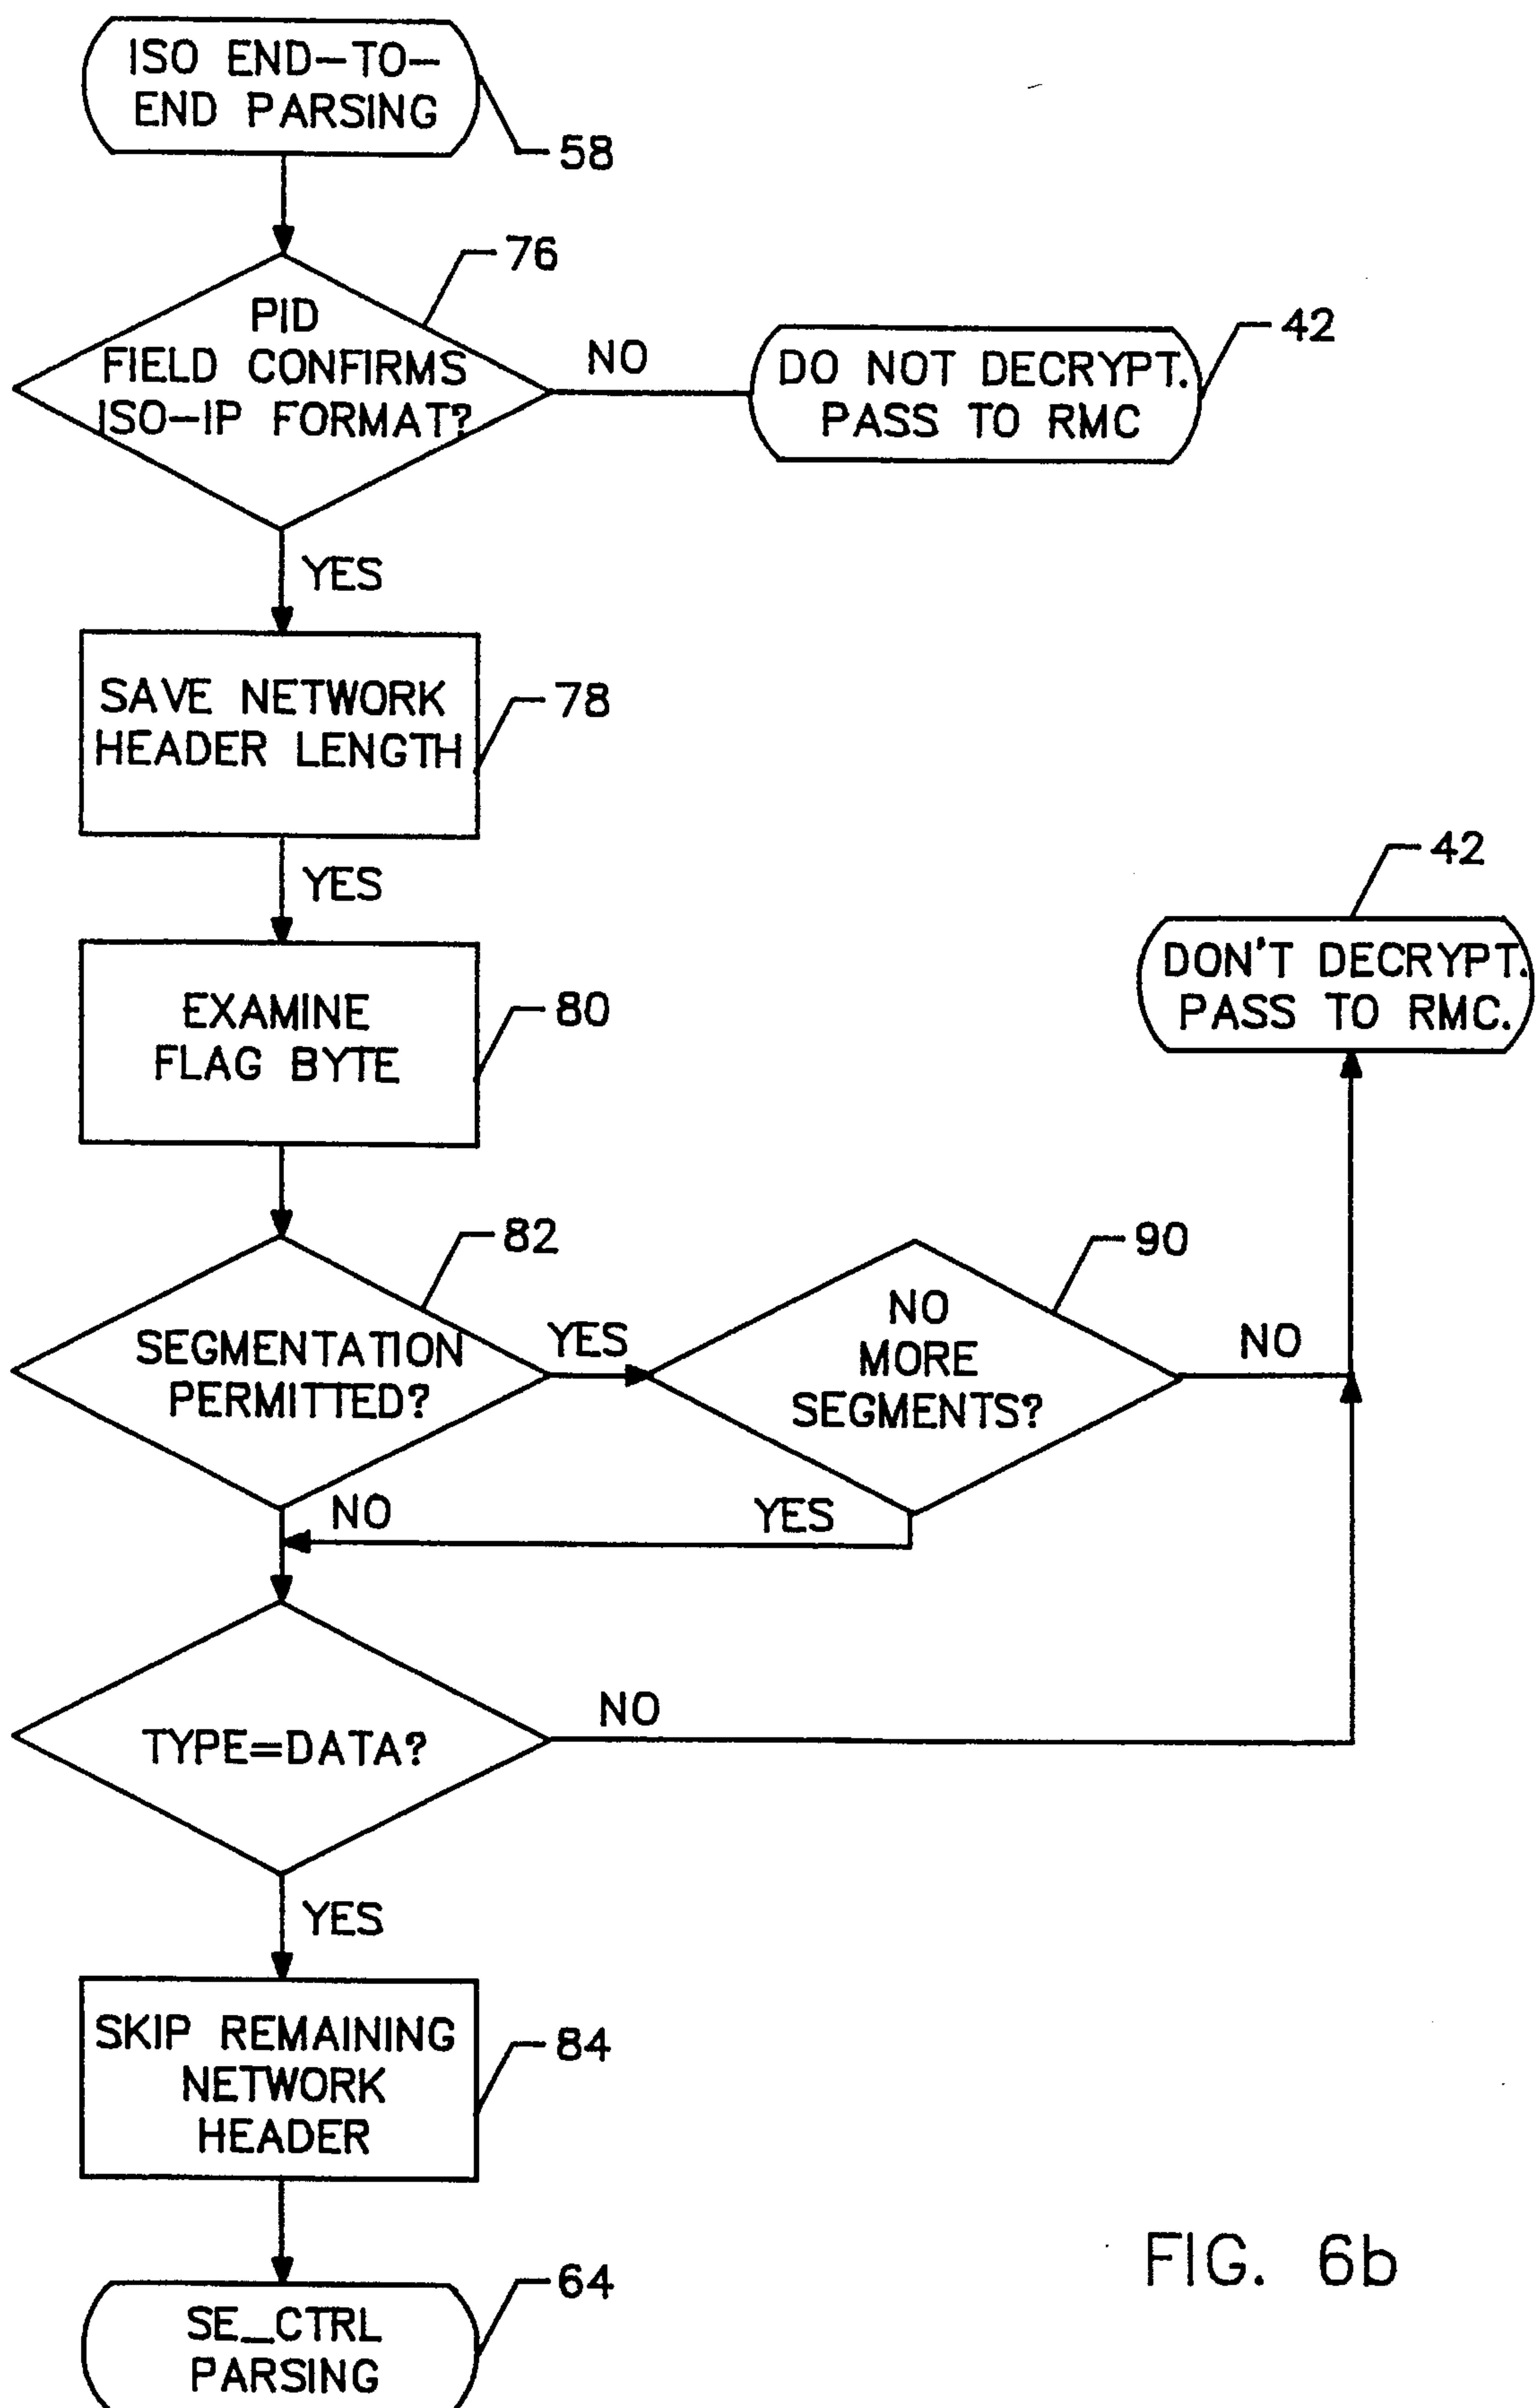 ISO END-TO-
END PARSING
58
76
PID
FIELD CONFIRMS
ISO-IP FORMAT?
NO
42
DO NOT DECRYPT.
PASS TO RMC
YES
SAVE NETWORK
HEADER LENGTH
78
YES
42
DON'T DECRYPT.
PASS TO RMC.
EXAMINE
FLAG BYTE
80
82
SEGMENTATION
PERMITTED?
YES
90
NO
MORE
SEGMENTS?
NO
NO
YES
TYPE=DATA?
NO
YES
SKIP REMAINING
NETWORK
HEADER
84
SE_CTRL
PARSING
64
FIG. 6b